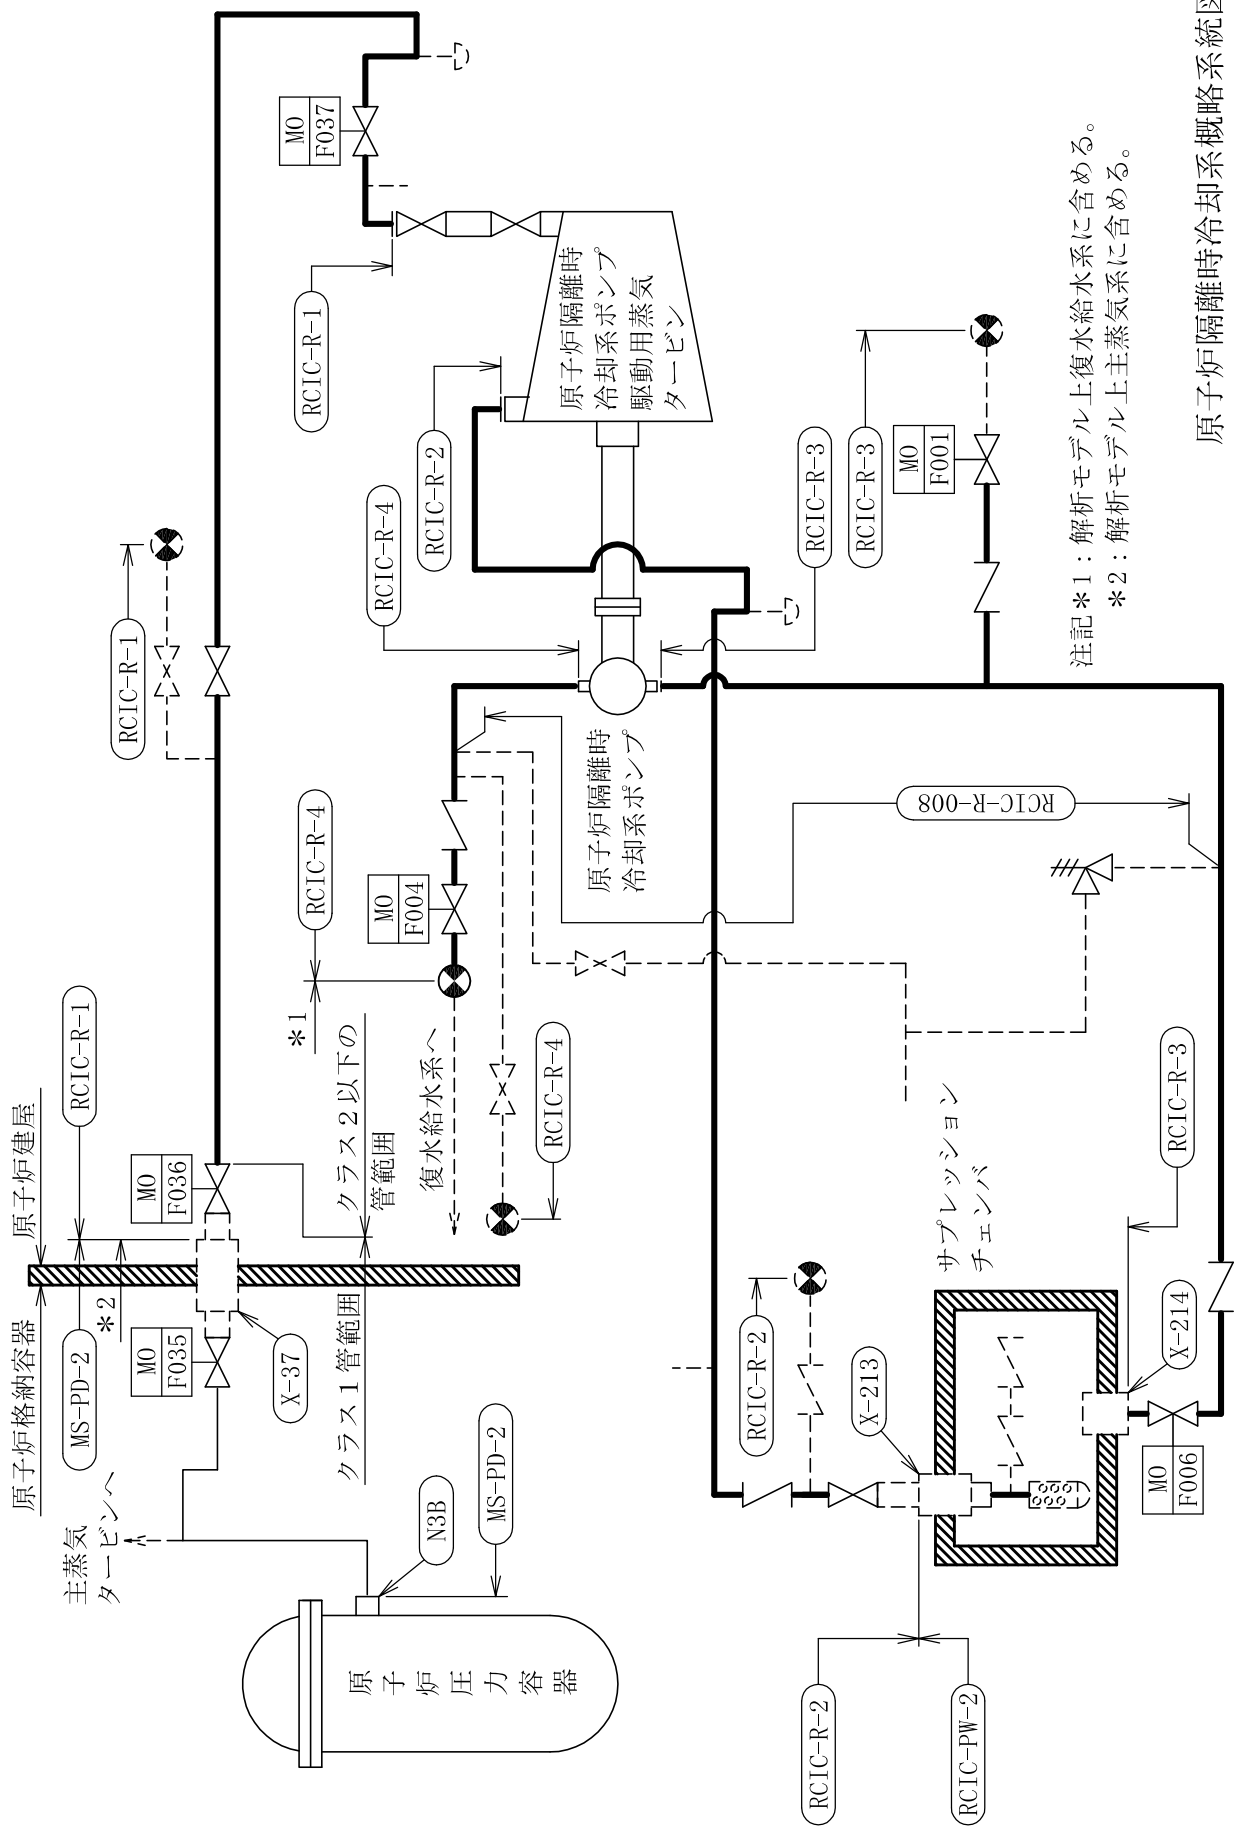 原子炉格納容器
原子炉建屋
MS-PD-2
RCIC-R-1
*2
主蒸気
タービンへ
MO
F035
MO
F036
X-37
クラス1管範囲
クラス2以下の
管範囲
N3B
MS-PD-2
原子炉圧力容器
RCIC-R-1
RCIC-R-4
*1
MO
F004
復水給水系へ
RCIC-R-4
MO
F037
RCIC-R-1
RCIC-R-2
RCIC-R-4
原子炉隔離時
冷却系ポンプ
駆動用蒸気
タービン
原子炉隔離時
冷却系ポンプ
RCIC-R-3
RCIC-R-3
MO
F001
RCIC-R-008
RCIC-R-2
X-213
サプレッション
チェンバ
RCIC-R-3
X-214
MO
F006
RCIC-R-2
RCIC-PW-2
注記*1：解析モデル上復水給水系に含める。
*2：解析モデル上主蒸気系に含める。
原子炉隔離時冷却系概略系統図